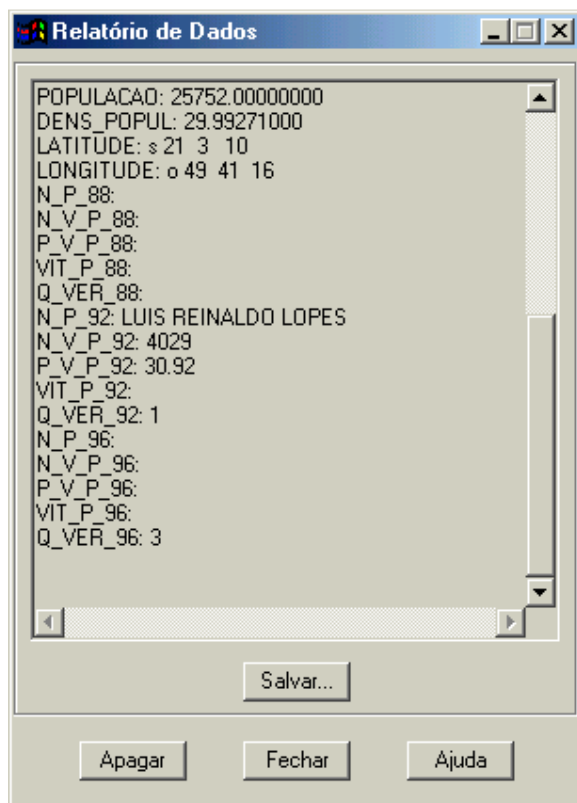 Relatório de Dados
POPULACAO: 25752.00000000
DENS_POPUL: 29.99271000
LATITUDE: s 21 3 10
LONGITUDE: o 49 41 16
N_P_88:
N_V_P_88:
P_V_P_88:
VIT_P_88:
Q_VER_88:
N_P_92: LUIS REINALDO LOPES
N_V_P_92: 4029
P_V_P_92: 30.92
VIT_P_92:
Q_VER_92: 1
N_P_96:
N_V_P_96:
P_V_P_96:
VIT_P_96:
Q_VER_96: 3
Salvar...
Apagar Fechar Ajuda